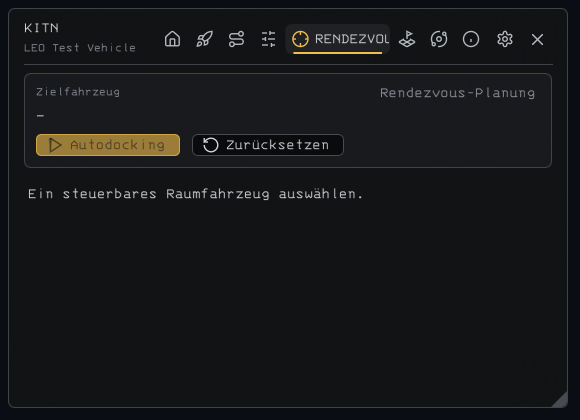 KITN
LEO Test Vehicle
RENDEZVOU
Zielfahrzeug
Rendezvous-Planung
–
Autodocking
Zurücksetzen
Ein steuerbares Raumfahrzeug auswählen.